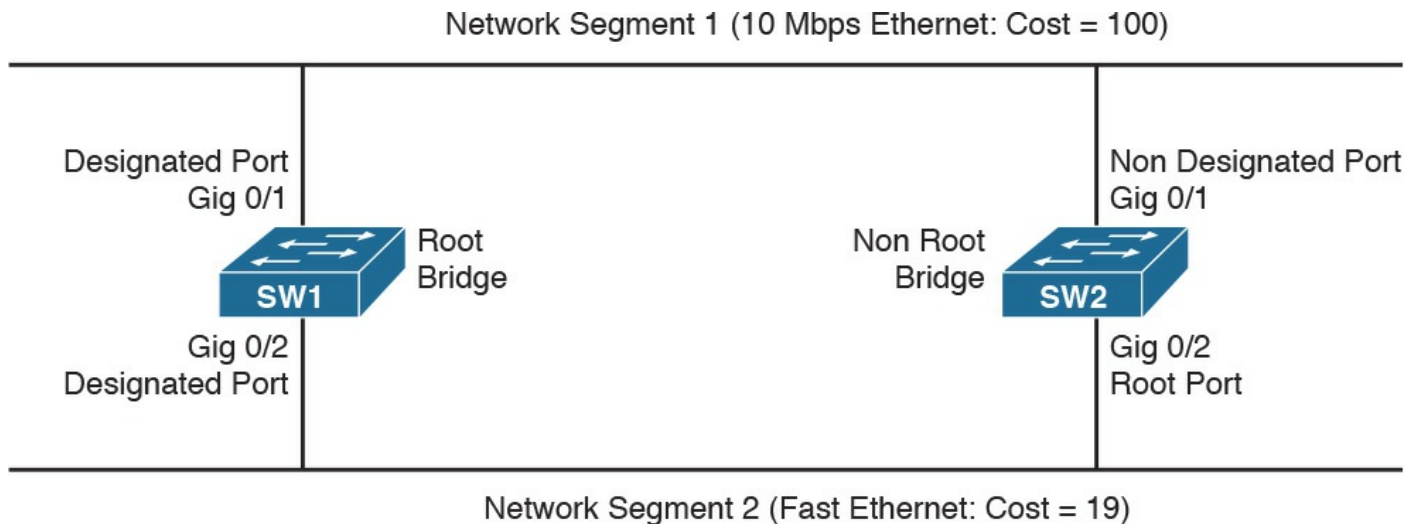 Network Segment 1 (10 Mbps Ethernet: Cost = 100)
Designated Port
Gig 0/1
Non Designated Port
Gig 0/1
Root
Bridge
Non Root
Bridge
SW1
SW2
Gig 0/2
Designated Port
Gig 0/2
Root Port
Network Segment 2 (Fast Ethernet: Cost = 19)